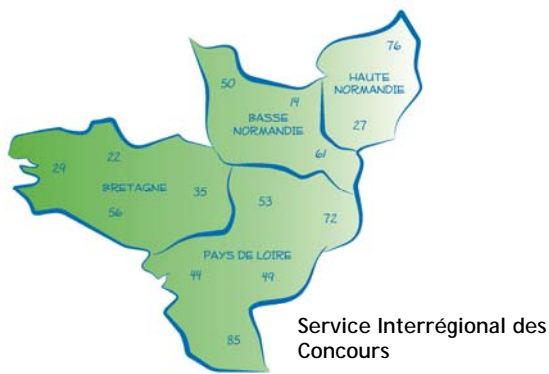 76
HAUTE
NORMANDIE
50
14
BASSE
NORMANDIE
27
61
22
29
BRETAGNE
35
56
53
72
PAYS DE LOIRE
44
49
85
Service Interrégional des
Concours